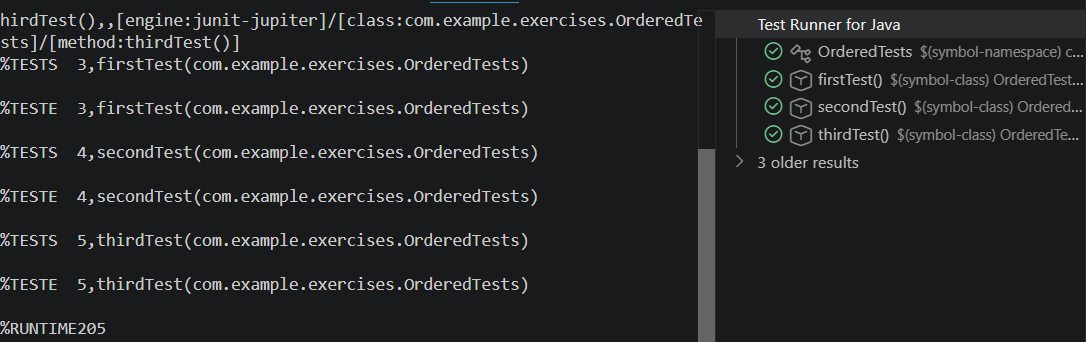 hirdTest(),,[engine:junit-jupiter]/[class:com.example.exercises.OrderedTe
sts]/[method:thirdTest()]
%TESTS  3,firstTest(com.example.exercises.OrderedTests)
%TESTE  3,firstTest(com.example.exercises.OrderedTests)
%TESTS  4,secondTest(com.example.exercises.OrderedTests)
%TESTE  4,secondTest(com.example.exercises.OrderedTests)
%TESTS  5,thirdTest(com.example.exercises.OrderedTests)
%TESTE  5,thirdTest(com.example.exercises.OrderedTests)
%RUNTIME205
Test Runner for Java
OrderedTests $(symbol-namespace) c...
firstTest() $(symbol-class) OrderedTest...
secondTest() $(symbol-class) Ordered...
thirdTest() $(symbol-class) OrderedTe...
3 older results